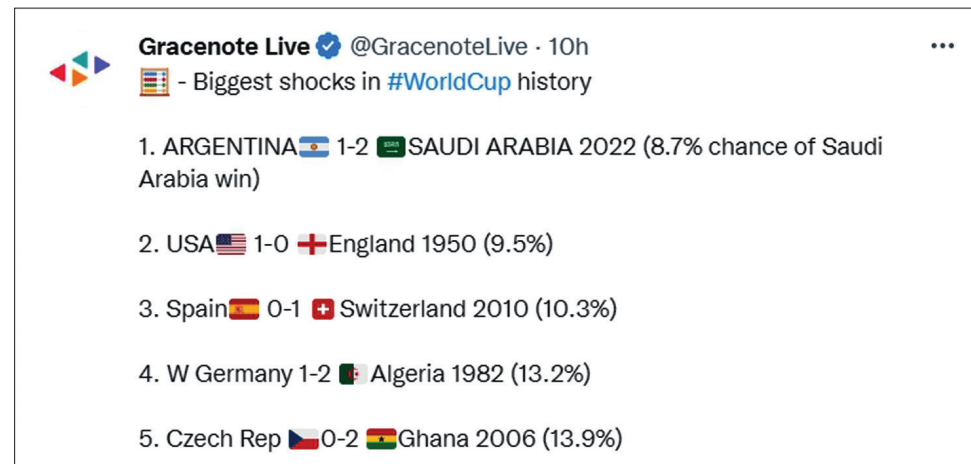 Gracenote Live @GracenoteLive · 10h
- Biggest shocks in #WorldCup history
1. ARGENTINA 1-2 SAUDI ARABIA 2022 (8.7% chance of Saudi
Arabia win)
2. USA 1-0 England 1950 (9.5%)
3. Spain 0-1 Switzerland 2010 (10.3%)
4. W Germany 1-2 Algeria 1982 (13.2%)
5. Czech Rep 0-2 Ghana 2006 (13.9%)